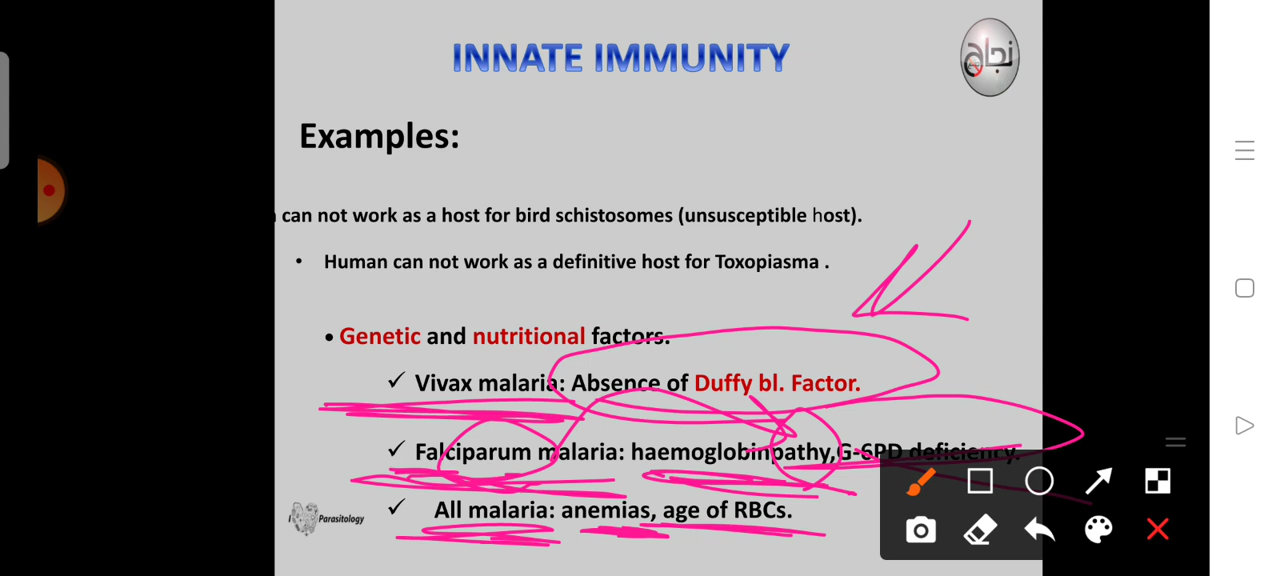 INNATE IMMUNITY
نجاح
Examples:
can not work as a host for bird schistosomes (unsusceptible host).
• Human can not work as a definitive host for Toxopiasma .
• Genetic and nutritional factors.
✓ Vivax malaria: Absence of Duffy bl. Factor.
✓ Falciparum malaria: haemoglobinpathy,G-6PD deficiency.
✓ All malaria: anemias, age of RBCs.
I Parasitology